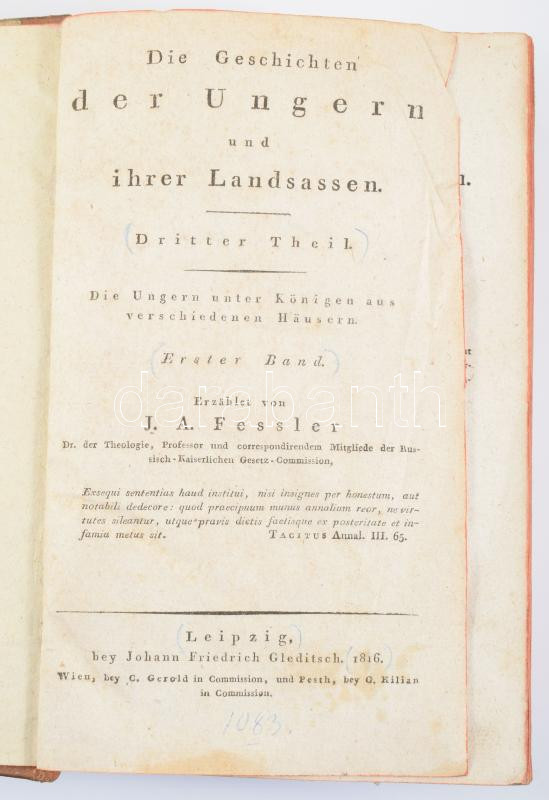 Die Geschichten
der Ungern
und
ihrer Landsassen.
(Dritter Theil.)
Die Ungern unter Königen aus
verschiedenen Häusern.
(Erster Band.)
Erzählet von
J. A. Fessler
Dr. der Theologie, Professor und correspondirendem Mitgliede der Rus-
sisch-Kaiserlichen Gesetz-Commission,
Exsequi sententias haud institui, nisi insignes per honestum, aut
notabili dedecore: quod praecipuum munus annalium reor, ne vir-
tutes sileantur, utque pravis dictis factisque ex posteritate et in-
famia metus sit. TACITUS Annal. III. 65.
(Leipzig,)
bey Johann Friedrich Gleditsch. (1816.)
Wien, bey C. Gerold in Commission, und Pesth, bey G. Kilian
in Commission.
1083.
darabanth